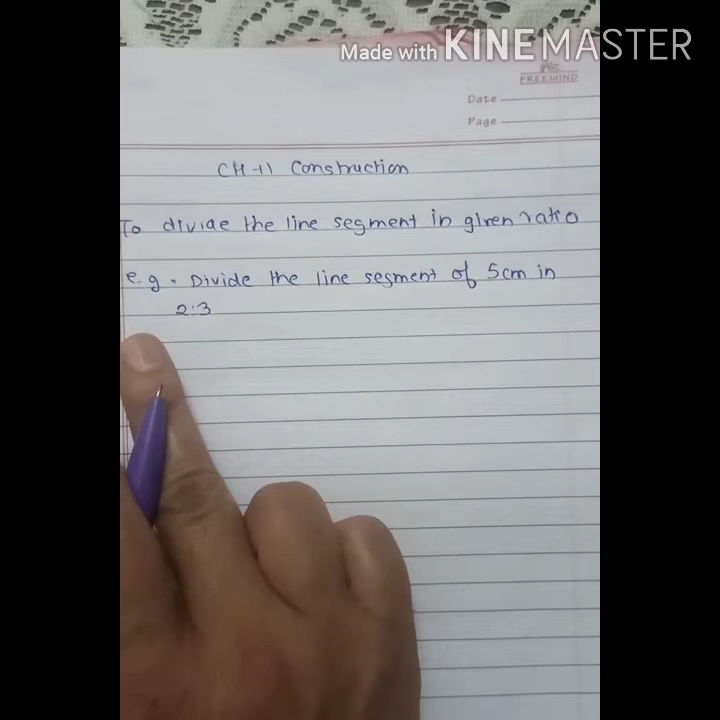 Made with KINEMASTER
FREEMIND
Date
Page
CH-11 Construction
To divide the line segment in given ratio
e.g. Divide the line segment of 5cm in
2:3